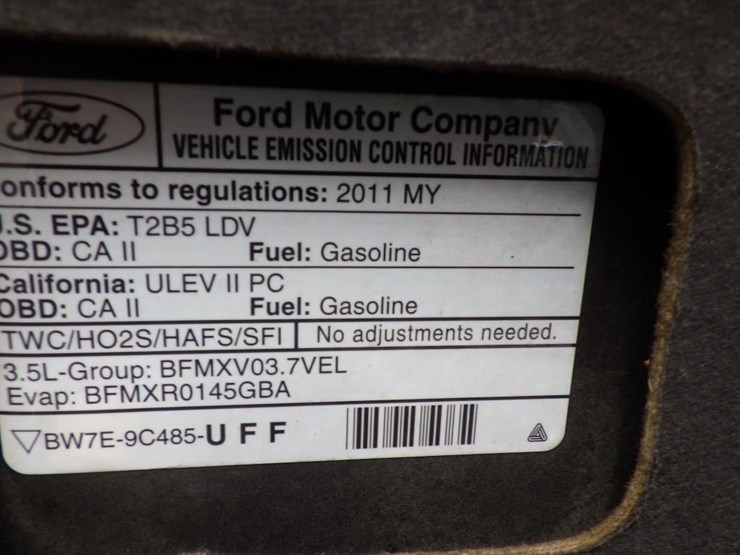 Ford
Ford Motor Company
VEHICLE EMISSION CONTROL INFORMATION
onforms to regulations: 2011 MY
U.S. EPA: T2B5 LDV
OBD: CA II Fuel: Gasoline
California: ULEV II PC
OBD: CA II Fuel: Gasoline
TWC/HO2S/HAFS/SFI No adjustments needed.
3.5L-Group: BFMXV03.7VEL
Evap: BFMXR0145GBA
BW7E-9C485-U F F